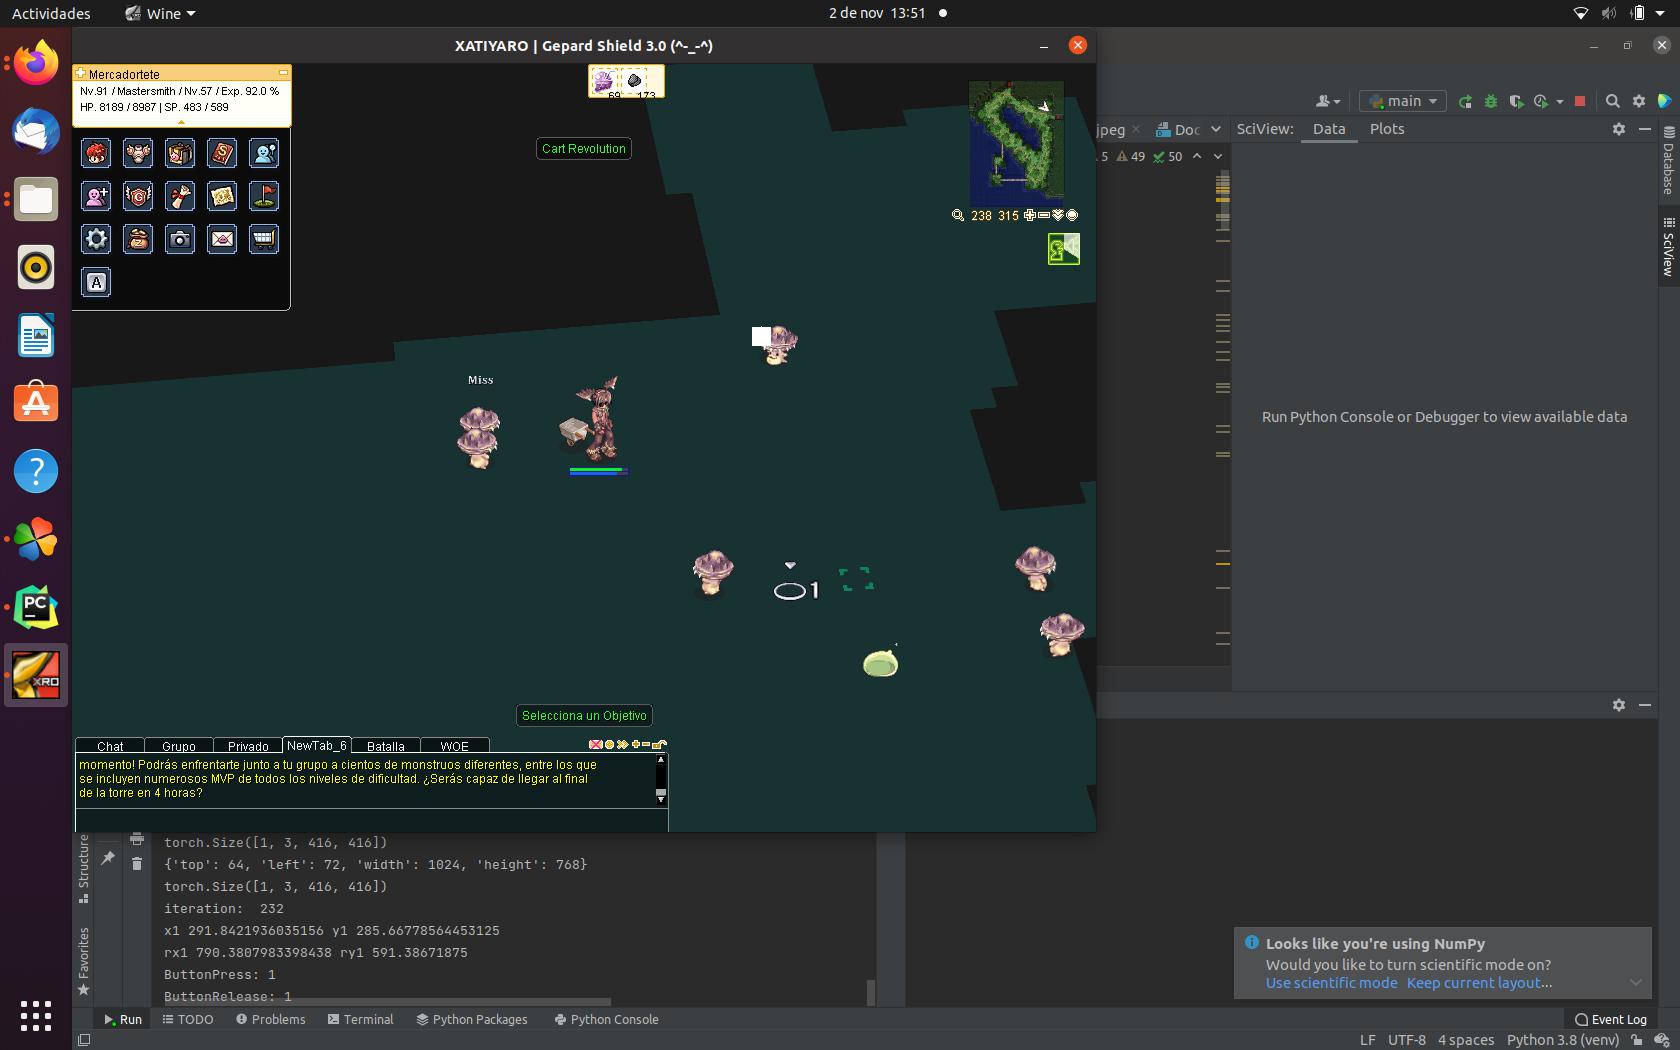 Actividades
Wine
2 de nov 13:51
XATIYARO | Gepard Shield 3.0 (^-_-^)
Mercadortete
Nv.91 / Mastersmith / Nv.57 / Exp. 92.0 %
HP. 8189 / 8987 | SP. 483 / 589
69 173
Cart Revolution
238 315
Miss
1
Selecciona un Objetivo
Chat Grupo Privado NewTab_6 Batalla WOE
momento! Podrás enfrentarte junto a tu grupo a cientos de monstruos diferentes, entre los que
se incluyen numerosos MVP de todos los niveles de dificultad. ¿Serás capaz de llegar al final
de la torre en 4 horas?
main
jpeg
Doc
SciView: Data Plots
5 49 50
Database
SciView
Run Python Console or Debugger to view available data
Structure
Favorites
torch.Size([1, 3, 416, 416])
{'top': 64, 'left': 72, 'width': 1024, 'height': 768}
torch.Size([1, 3, 416, 416])
iteration: 232
x1 291.8421936035156 y1 285.66778564453125
rx1 790.3807983398438 ry1 591.38671875
ButtonPress: 1
ButtonRelease: 1
Looks like you're using NumPy
Would you like to turn scientific mode on?
Use scientific mode Keep current layout...
Run TODO Problems Terminal Python Packages Python Console
Event Log
LF UTF-8 4 spaces Python 3.8 (venv)
PC
XRO